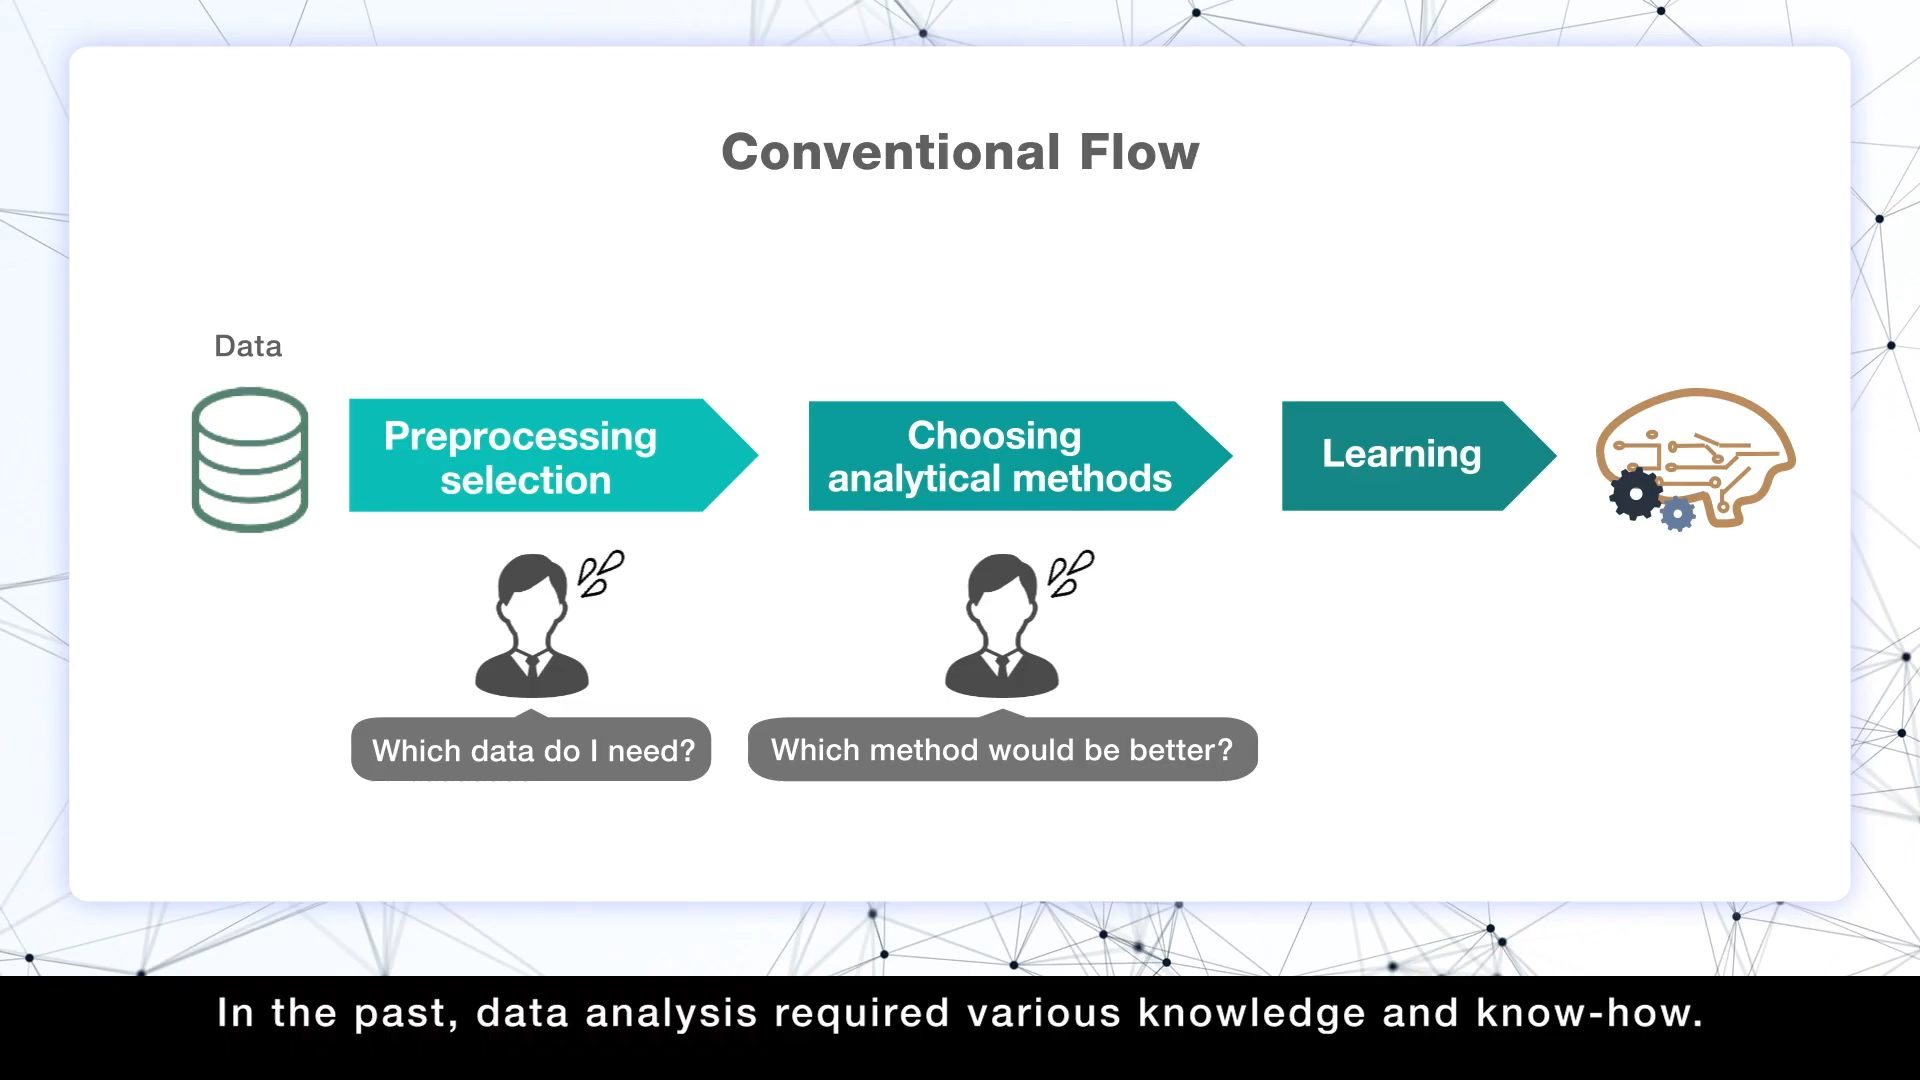 Conventional Flow
Data
Preprocessing
selection
Choosing
analytical methods
Learning
Which data do I need?
Which method would be better?
In the past, data analysis required various knowledge and know-how.